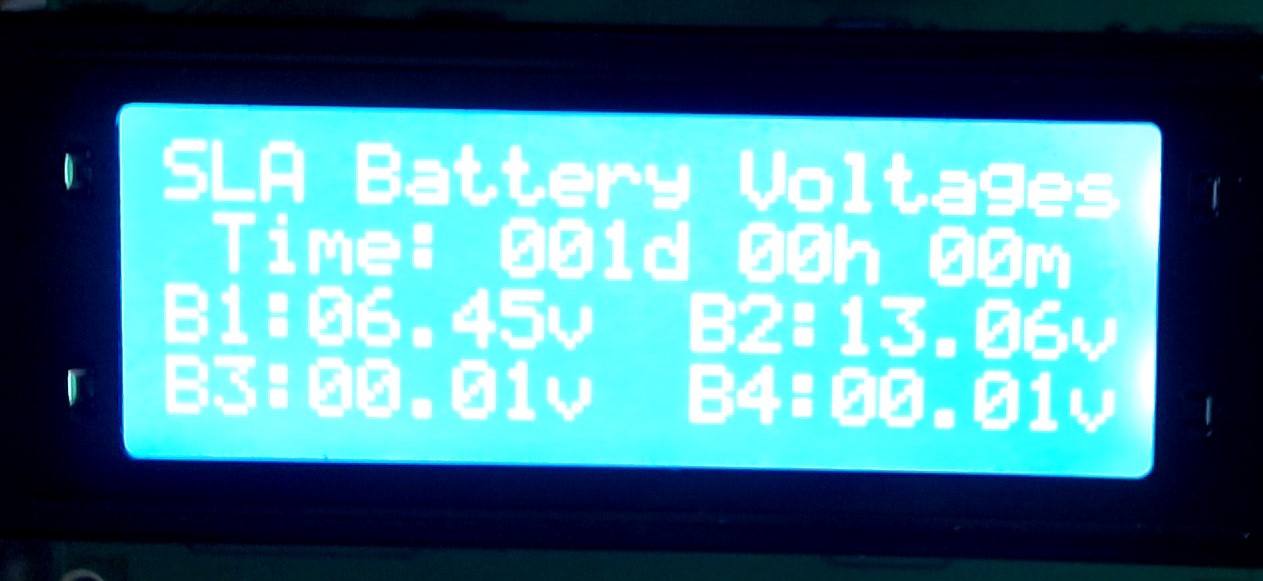 SLA Battery Voltages
Time: 001d 00h 00m
B1:06.45v B2:13.06v
B3:00.01v B4:00.01v